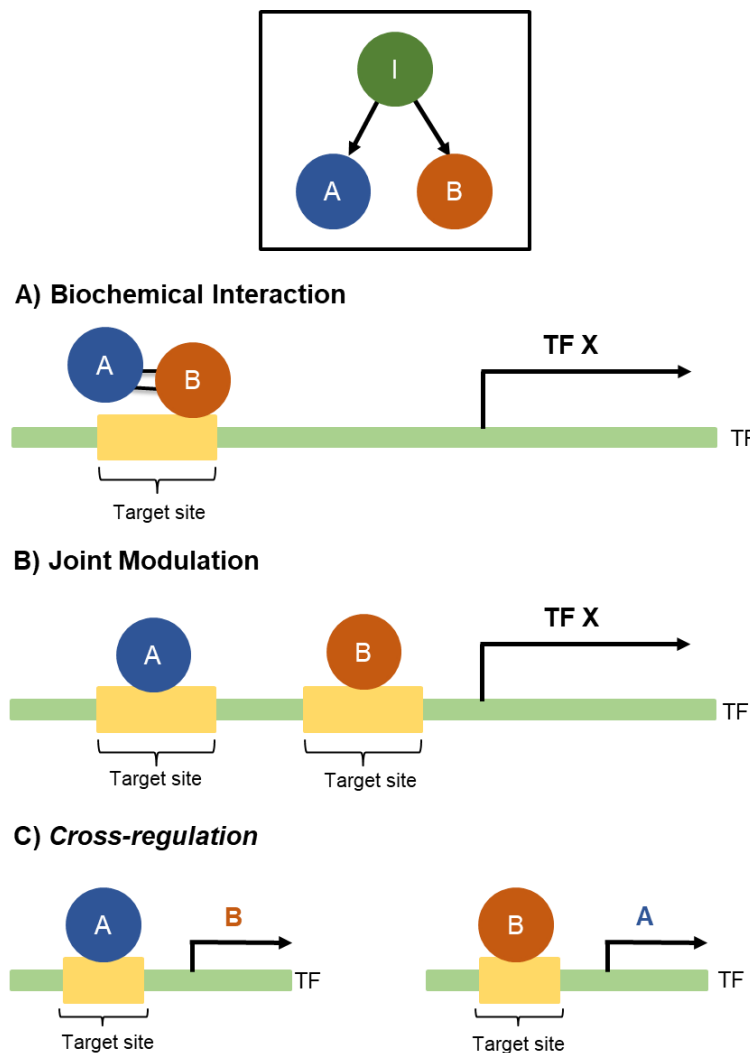 I
A B
A) Biochemical Interaction
TF X
A B
TF
Target site
B) Joint Modulation
TF X
A B
TF
Target site Target site
C) Cross-regulation
A B B A
TF TF
Target site Target site